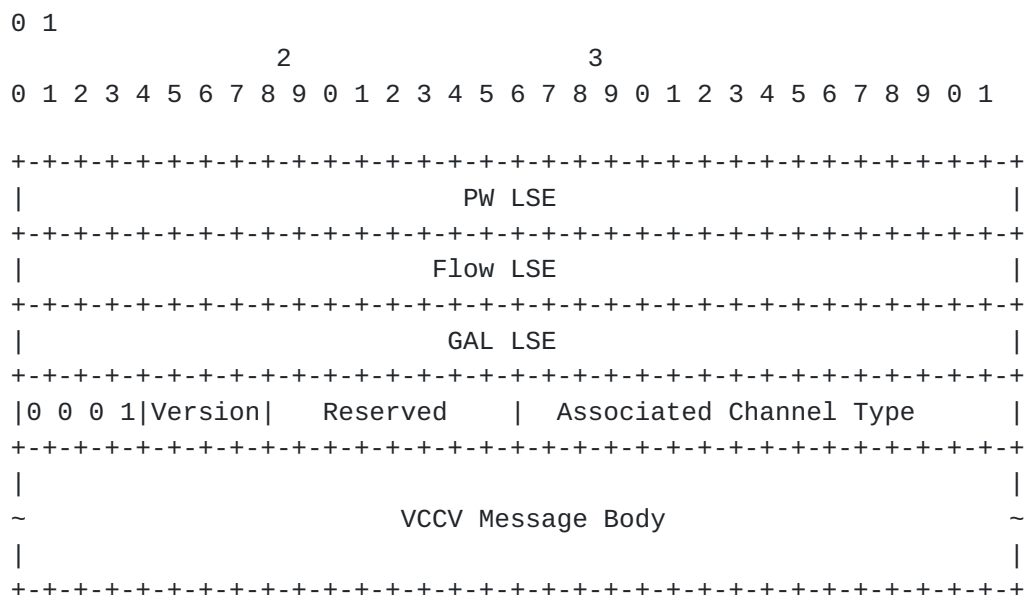 0 1
                 2                   3
0 1 2 3 4 5 6 7 8 9 0 1 2 3 4 5 6 7 8 9 0 1 2 3 4 5 6 7 8 9 0 1
+-+-+-+-+-+-+-+-+-+-+-+-+-+-+-+-+-+-+-+-+-+-+-+-+-+-+-+-+-+-+-+-+
|                            PW LSE                             |
+-+-+-+-+-+-+-+-+-+-+-+-+-+-+-+-+-+-+-+-+-+-+-+-+-+-+-+-+-+-+-+-+
|                          Flow LSE                             |
+-+-+-+-+-+-+-+-+-+-+-+-+-+-+-+-+-+-+-+-+-+-+-+-+-+-+-+-+-+-+-+-+
|                           GAL LSE                             |
+-+-+-+-+-+-+-+-+-+-+-+-+-+-+-+-+-+-+-+-+-+-+-+-+-+-+-+-+-+-+-+-+
|0 0 0 1|Version|   Reserved    |  Associated Channel Type      |
+-+-+-+-+-+-+-+-+-+-+-+-+-+-+-+-+-+-+-+-+-+-+-+-+-+-+-+-+-+-+-+-+
|                                                               |
~                        VCCV Message Body                      ~
|                                                               |
+-+-+-+-+-+-+-+-+-+-+-+-+-+-+-+-+-+-+-+-+-+-+-+-+-+-+-+-+-+-+-+-+